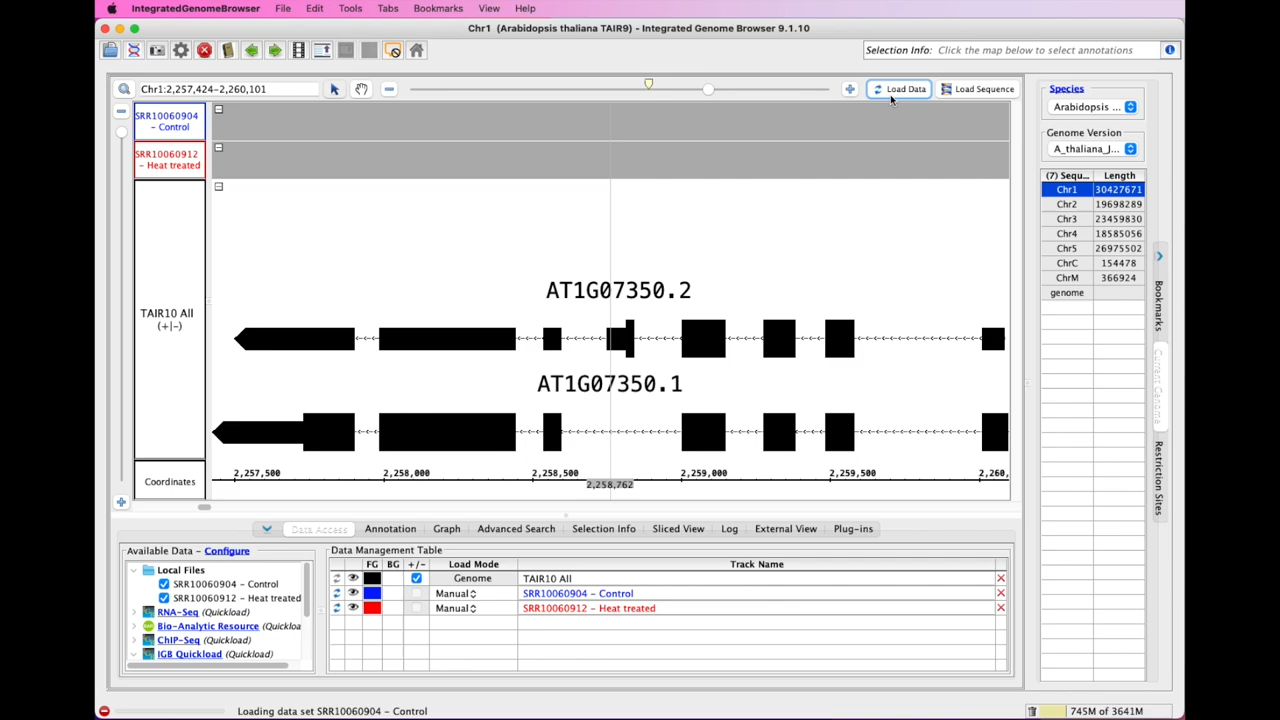 IntegratedGenomeBrowser File Edit Tools Tabs Bookmarks View Help
Chr1 (Arabidopsis thaliana TAIR9) - Integrated Genome Browser 9.1.10
Selection Info: Click the map below to select annotations
Chr1:2,257,424-2,260,101
Load Data
Load Sequence
SRR10060904
- Control
SRR10060912
- Heat treated
TAIR10 All
(+|-)
AT1G07350.2
AT1G07350.1
Coordinates
2,257,500 2,258,000 2,258,500 2,259,000 2,259,500 2,260,
2,258,762
Species
Arabidopsis ...
Genome Version
A_thaliana_J...
(7) Sequ... Length
Chr1 30427671
Chr2 19698289
Chr3 23459830
Chr4 18585056
Chr5 26975502
ChrC 154478
ChrM 366924
genome
Bookmarks
Current Genome
Restriction Sites
Data Access Annotation Graph Advanced Search Selection Info Sliced View Log External View Plug-ins
Available Data - Configure
Local Files
SRR10060904 - Control
SRR10060912 - Heat treated
RNA-Seq (Quickload)
Bio-Analytic Resource (Quickloa
ChIP-Seq (Quickload)
IGB Quickload (Quickload)
Data Management Table
FG BG +/- Load Mode Track Name
Genome TAIR10 All
Manual SRR10060904 - Control
Manual SRR10060912 - Heat treated
Loading data set SRR10060904 - Control
745M of 3641M